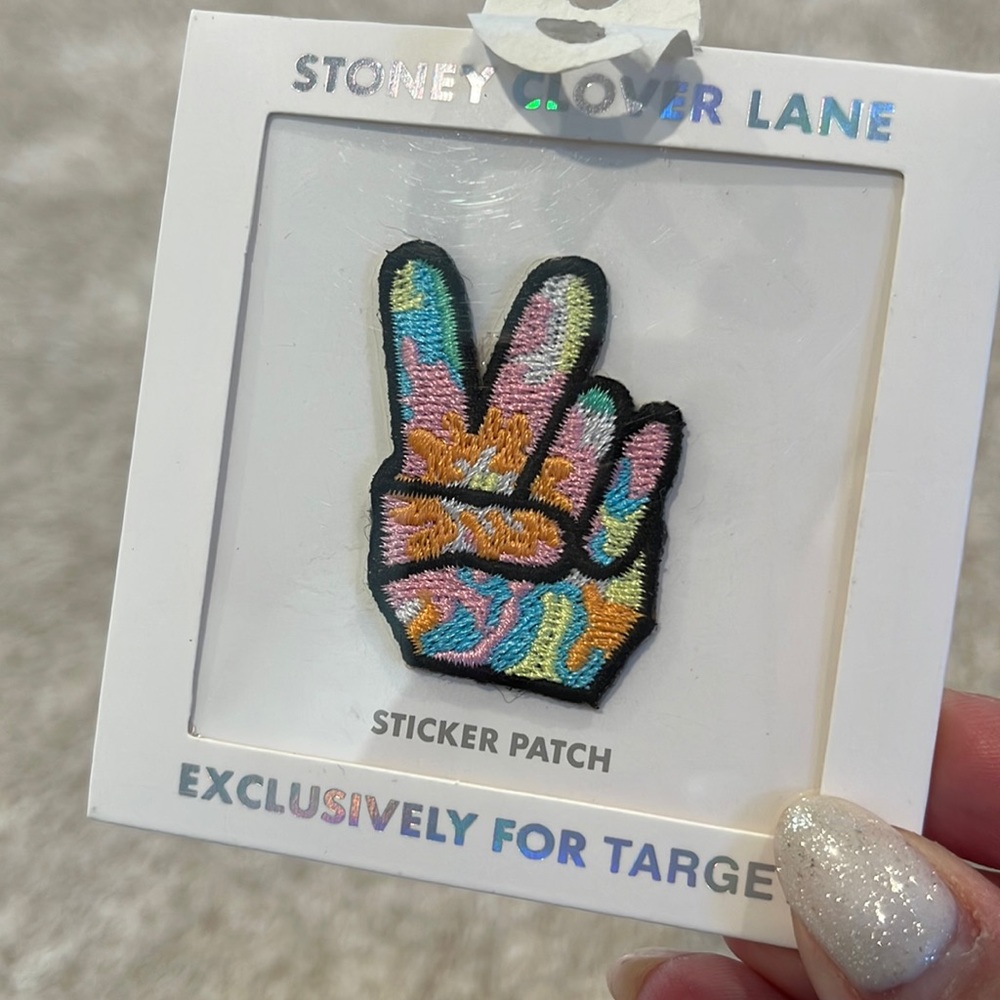 STONEY CLOVER LANE
STICKER PATCH
EXCLUSIVELY FOR TARGE